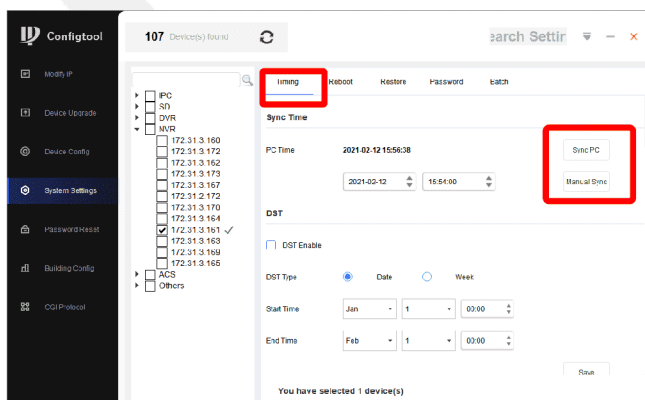 Configtool
107 Device(s) found
earch Settir
Modify IP
Device Upgrade
Device Config
System Settings
Password Reset
Building Config
CGI Protocol
IPC
SD
DVR
NVR
172.31.3.160
172.31.3.172
172.31.3.162
172.31.3.173
172.31.3.167
172.31.2.172
172.31.3.170
172.31.3.164
172.31.3.161
172.31.3.163
172.31.3.169
172.31.3.165
ACS
Others
Timing Reboot Restore Password Batch
Sync Time
PC Time 2021-02-12 15:56:38 Sync PC
2021-02-12 15:54:00 Manual Sync
DST
DST Enable
DST Type Date Week
Start Time Jan 1 00:00
End Time Feb 1 00:00
Save
You have selected 1 device(s)